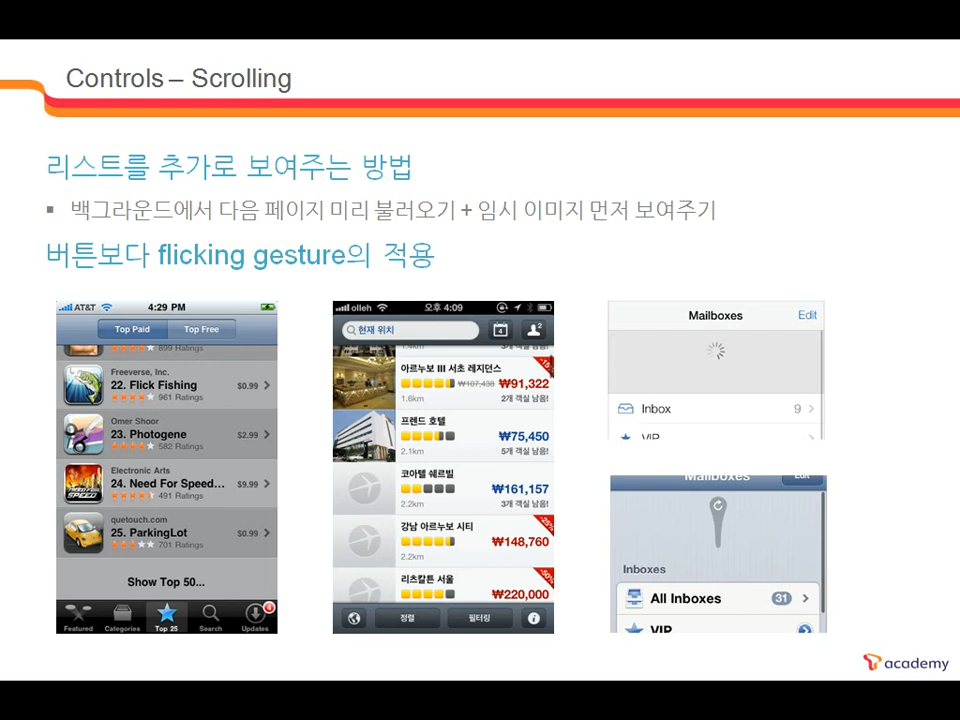 Controls – Scrolling
리스트를 추가로 보여주는 방법
▪ 백그라운드에서 다음 페이지 미리 불러오기 + 임시 이미지 먼저 보여주기
버튼보다 flicking gesture의 적용
AT&T 4:29 PM
Top Paid Top Free
899 Ratings
Freeverse, Inc.
22. Flick Fishing $0.99
961 Ratings
Omer Shoor
23. Photogene $2.99
582 Ratings
Electronic Arts
24. Need For Speed... $9.99
491 Ratings
quetouch.com
25. ParkingLot $0.99
701 Ratings
Show Top 50...
4
Featured Categories Top 25 Search Updates
olleh 오후 4:09
현재 위치 4 2
1.4km
아르누보 III 서초 레지던스
₩107,438 ₩91,322
1.6km 2개 객실 남음!
프렌드 호텔
₩75,450
2.1km 5개 객실 남음!
코아텔 쉐르빌
₩161,157
2.2km 3개 객실 남음!
강남 아르누보 시티 -25%
₩148,760
2.2km
리츠칼튼 서울 -50%
₩220,000
정렬 필터링
Mailboxes Edit
Inbox 9
VIP
Mailboxes Edit
Inboxes
All Inboxes 31
VIP
T academy